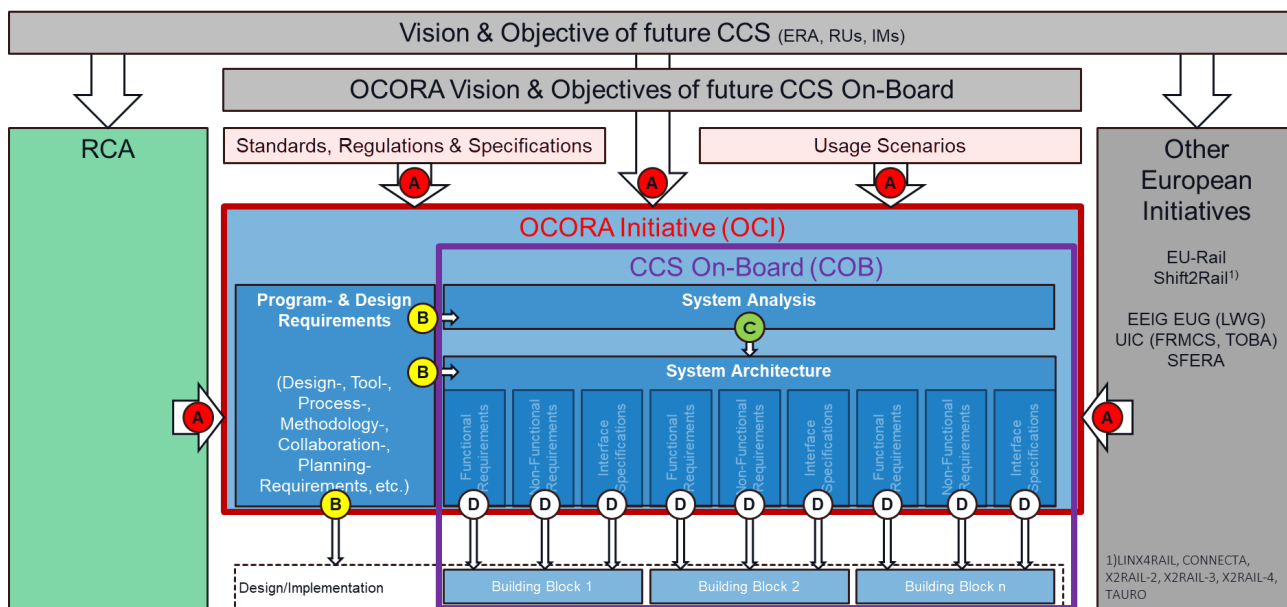 Vision & Objective of future CCS (ERA, RUs, IMs)
OCORA Vision & Objectives of future CCS On-Board
RCA
Standards, Regulations & Specifications
Usage Scenarios
Other
European
Initiatives
EU-Rail
Shift2Rail1)
EEIG EUG (LWG)
UIC (FRMCS, TOBA)
SFERA
1)LINX4RAIL, CONNECTA,
X2RAIL-2, X2RAIL-3, X2RAIL-4,
TAURO
A
A
A
A
A
OCORA Initiative (OCI)
CCS On-Board (COB)
Program- & Design
Requirements
(Design-, Tool-,
Process-,
Methodology-,
Collaboration-,
Planning-
Requirements, etc.)
B
B
B
System Analysis
C
System Architecture
Functional
Requirements
Non-Functional
Requirements
Interface
Specifications
Functional
Requirements
Non-Functional
Requirements
Interface
Specifications
Functional
Requirements
Non-Functional
Requirements
Interface
Specifications
D
D
D
D
D
D
D
D
D
Design/Implementation
Building Block 1
Building Block 2
Building Block n